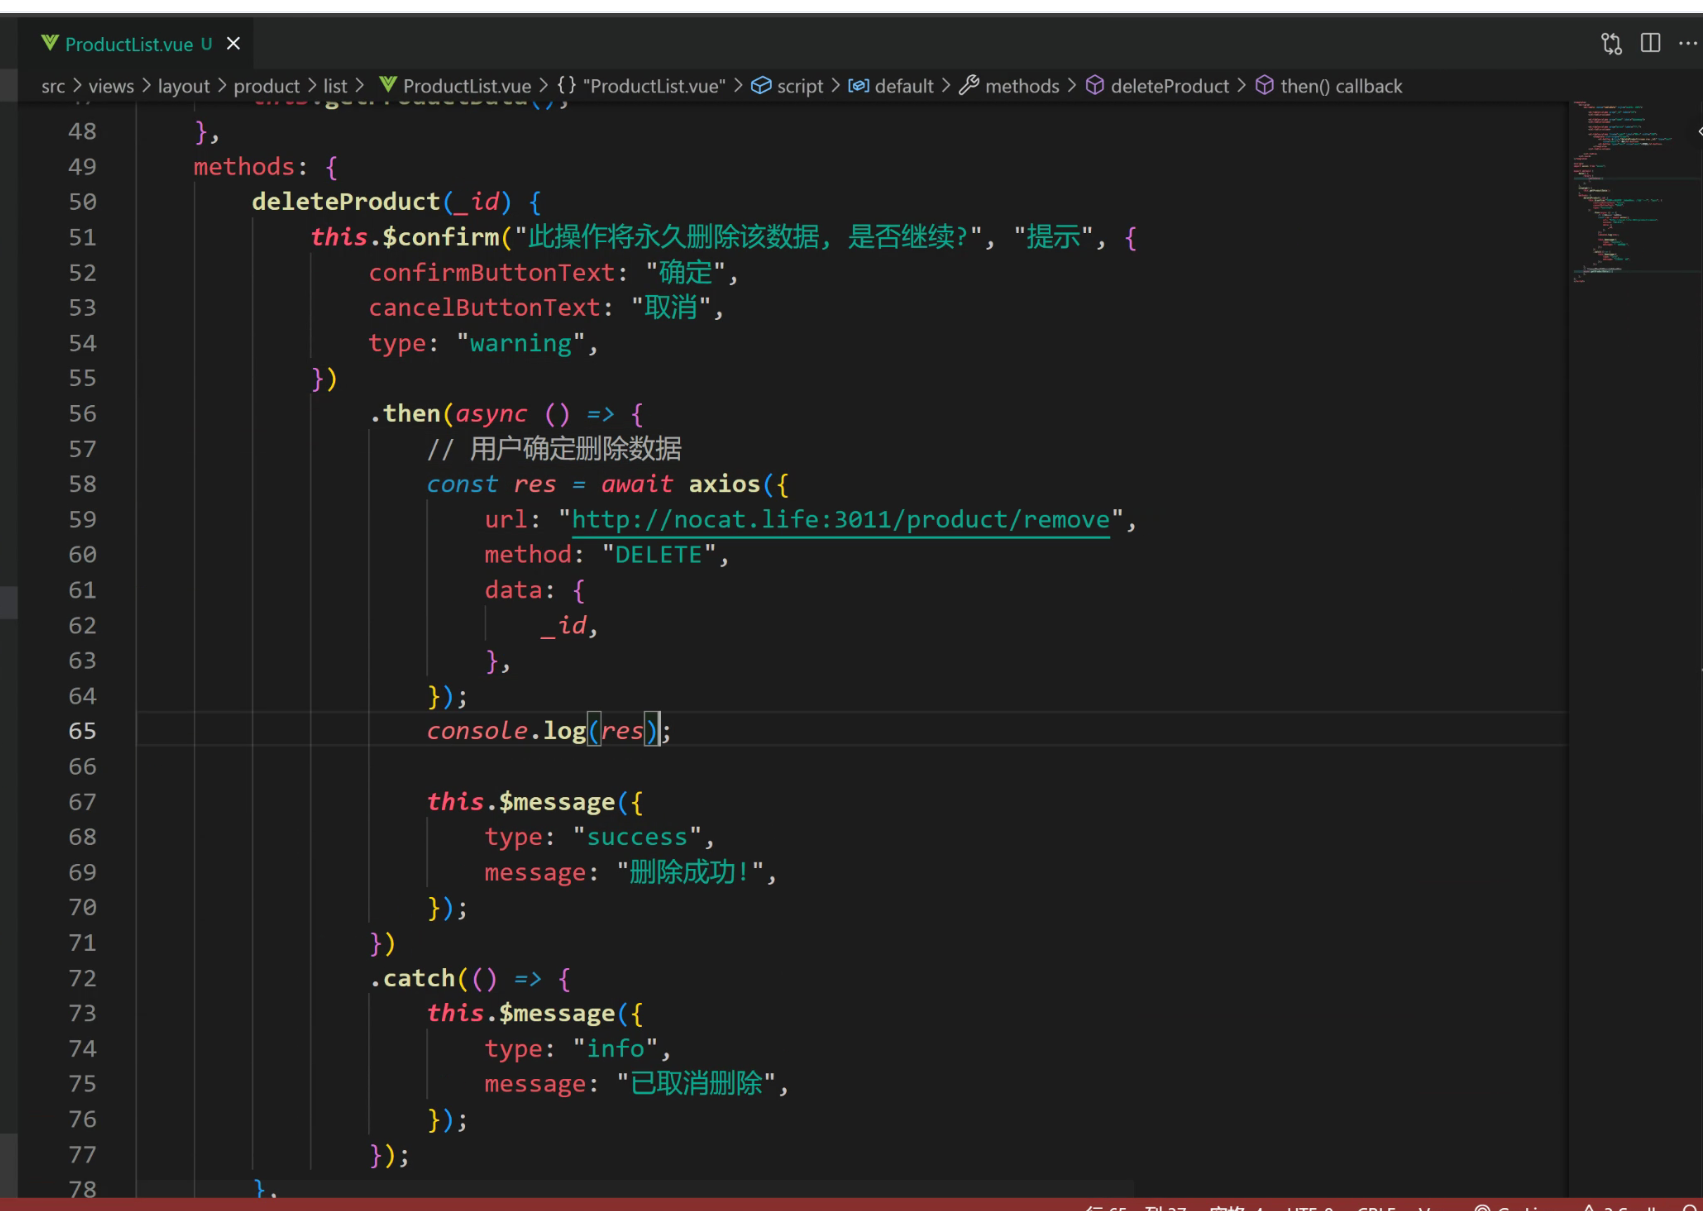 ProductList.vue U
src > views > layout > product > list > ProductList.vue > {} "ProductList.vue" > script > default > methods > deleteProduct > then() callback
47 this.getProductData();
48 },
49 methods: {
50 deleteProduct(_id) {
51 this.$confirm("此操作将永久删除该数据, 是否继续?", "提示", {
52 confirmButtonText: "确定",
53 cancelButtonText: "取消",
54 type: "warning",
55 })
56 .then(async () => {
57 // 用户确定删除数据
58 const res = await axios({
59 url: "http://nocat.life:3011/product/remove",
60 method: "DELETE",
61 data: {
62 _id,
63 },
64 });
65 console.log(res);
66
67 this.$message({
68 type: "success",
69 message: "删除成功!",
70 });
71 })
72 .catch(() => {
73 this.$message({
74 type: "info",
75 message: "已取消删除",
76 });
77 });
78 },